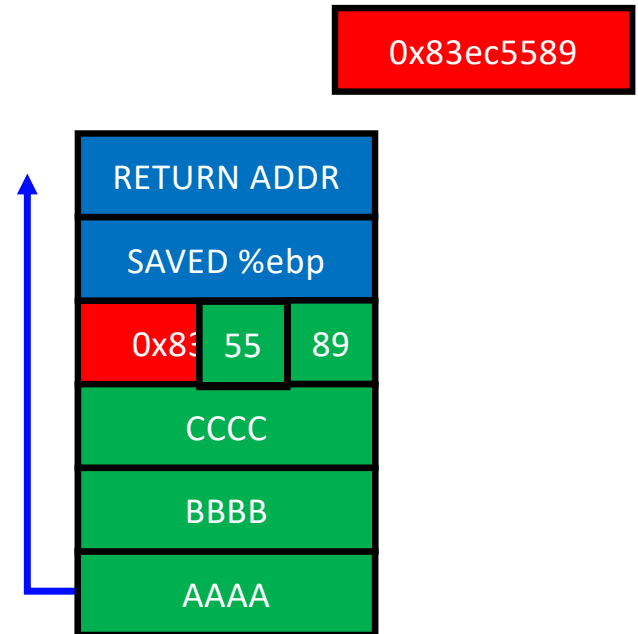 0x83ec5589
RETURN ADDR
SAVED %ebp
0x83 55 89
CCCC
BBBB
AAAA